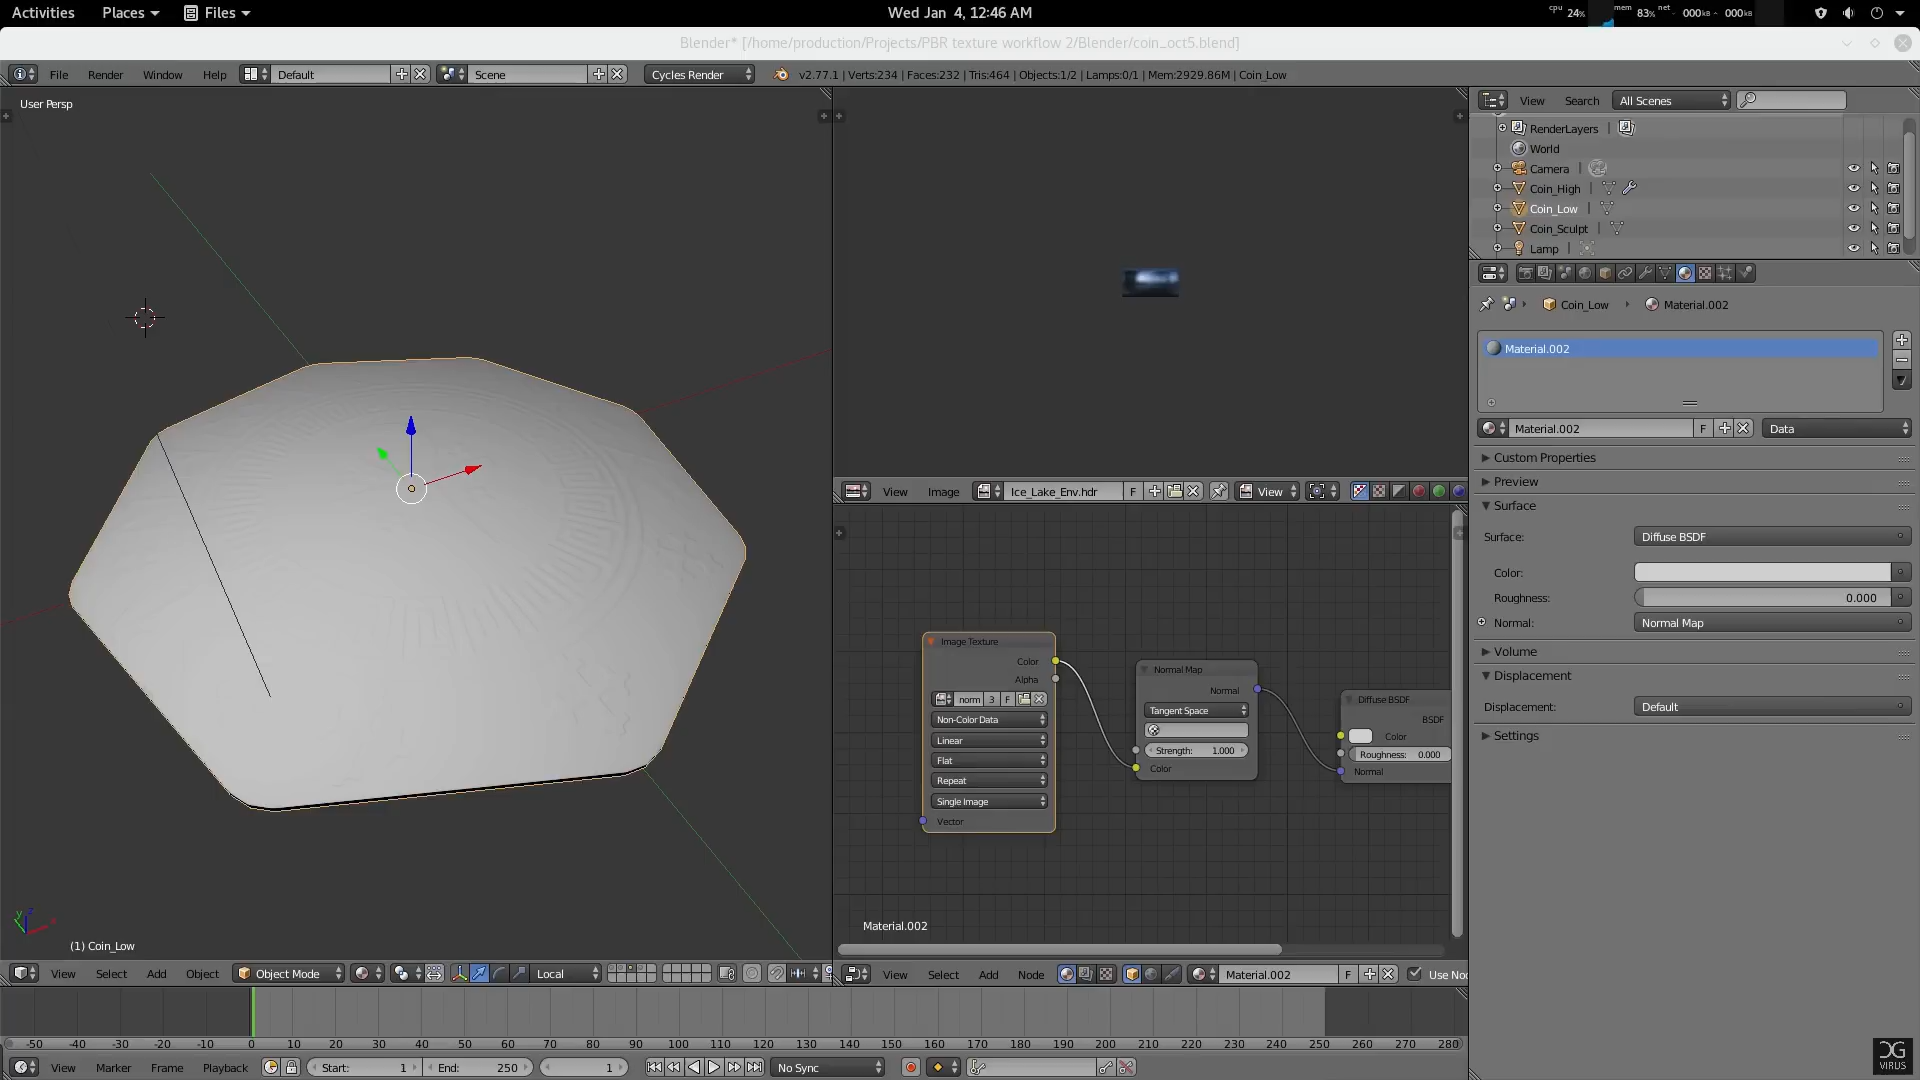 Activities Places Files Wed Jan 4, 12:46 AM cpu 24% mem 83% net 000kB 000kB
Blender* [/home/production/Projects/PBR texture workflow 2/Blender/coin_oct5.blend]
File Render Window Help Default Scene Cycles Render v2.77.1 | Verts:234 | Faces:232 | Tris:464 | Objects:1/2 | Lamps:0/1 | Mem:2929.86M | Coin_Low
User Persp
(1) Coin_Low
View Select Add Object Object Mode Local
View Image Ice_Lake_Env.hdr F View
Image Texture
Color
Alpha
norm 3 F
Non-Color Data
Linear
Flat
Repeat
Single Image
Vector
Normal Map
Normal
Tangent Space
Strength: 1.000
Color
Diffuse BSDF
BSDF
Color
Roughness: 0.000
Normal
Material.002
View Select Add Node Material.002 F Use No
View Search All Scenes
RenderLayers
World
Camera
Coin_High
Coin_Low
Coin_Sculpt
Lamp
Coin_Low Material.002
Material.002
Material.002 F Data
Custom Properties
Preview
Surface
Surface: Diffuse BSDF
Color:
Roughness: 0.000
Normal: Normal Map
Volume
Displacement
Displacement: Default
Settings
-50 -40 -30 -20 -10 0 10 20 30 40 50 60 70 80 90 100 110 120 130 140 150 160 170 180 190 200 210 220 230 240 250 260 270 280
View Marker Frame Playback Start: 1 End: 250 1 No Sync
CG
VIRUS